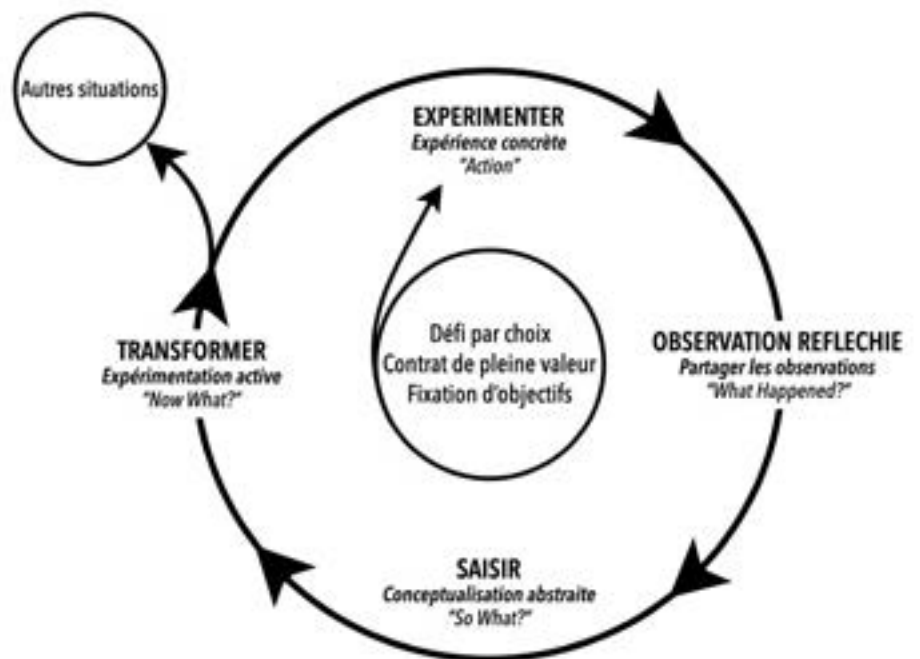 Autres situations
EXPERIMENTER
Expérience concrète
"Action"
OBSERVATION REFLECHIE
Partager les observations
"What Happened?"
SAISIR
Conceptualisation abstraite
"So What?"
TRANSFORMER
Expérimentation active
"Now What?"
Défi par choix
Contrat de pleine valeur
Fixation d'objectifs